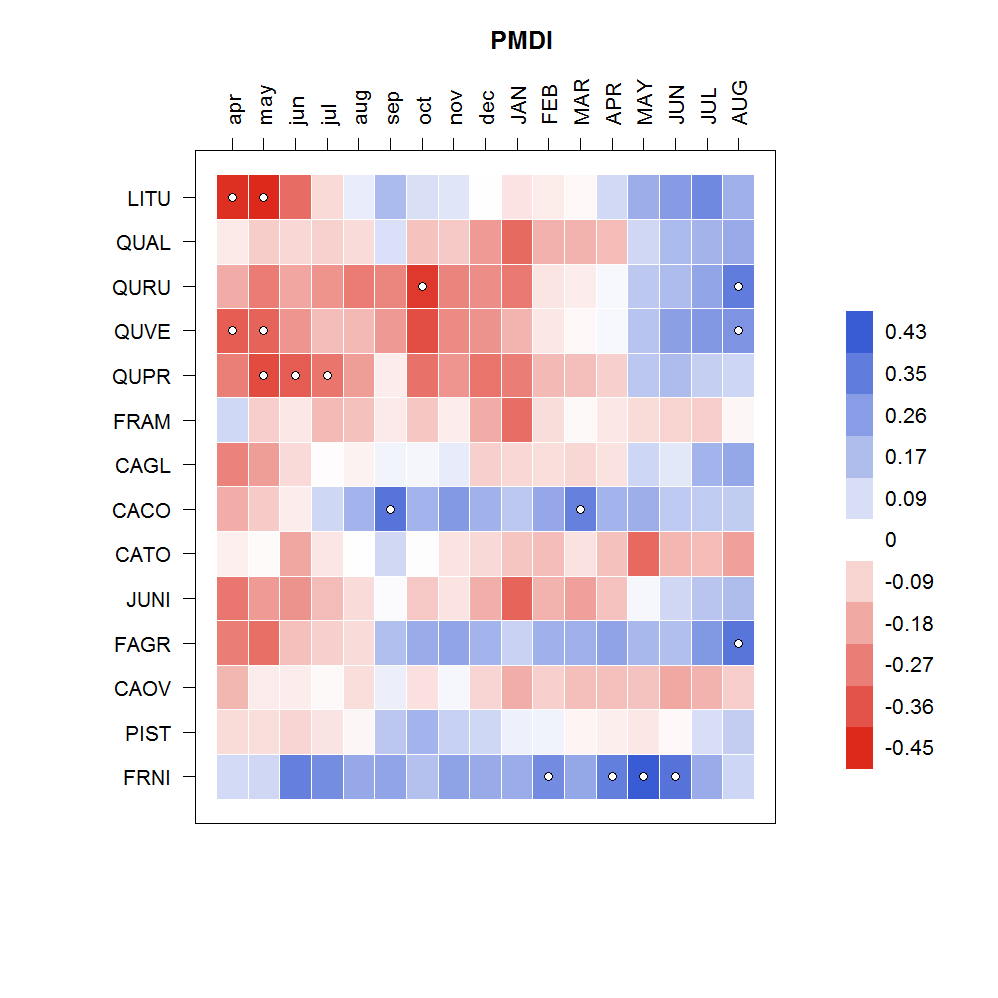 PMDI
apr may jun jul aug sep oct nov dec JAN FEB MAR APR MAY JUN JUL AUG
LITU
QUAL
QURU
QUVE
QUPR
FRAM
CAGL
CACO
CATO
JUNI
FAGR
CAOV
PIST
FRNI
0.43
0.35
0.26
0.17
0.09
0
-0.09
-0.18
-0.27
-0.36
-0.45